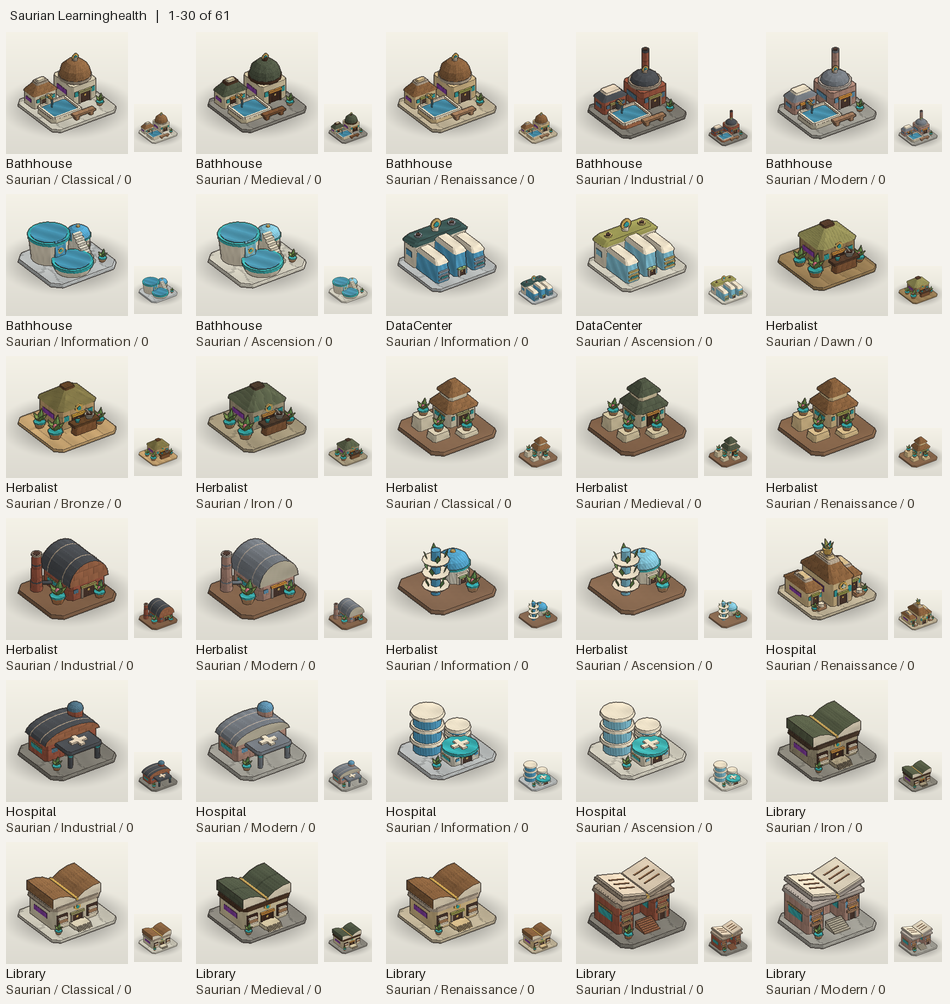 Saurian Learninghealth | 1-30 of 61
Bathhouse
Saurian / Classical / 0
Bathhouse
Saurian / Medieval / 0
Bathhouse
Saurian / Renaissance / 0
Bathhouse
Saurian / Industrial / 0
Bathhouse
Saurian / Modern / 0
Bathhouse
Saurian / Information / 0
Bathhouse
Saurian / Ascension / 0
DataCenter
Saurian / Information / 0
DataCenter
Saurian / Ascension / 0
Herbalist
Saurian / Dawn / 0
Herbalist
Saurian / Bronze / 0
Herbalist
Saurian / Iron / 0
Herbalist
Saurian / Classical / 0
Herbalist
Saurian / Medieval / 0
Herbalist
Saurian / Renaissance / 0
Herbalist
Saurian / Industrial / 0
Herbalist
Saurian / Modern / 0
Herbalist
Saurian / Information / 0
Herbalist
Saurian / Ascension / 0
Hospital
Saurian / Renaissance / 0
Hospital
Saurian / Industrial / 0
Hospital
Saurian / Modern / 0
Hospital
Saurian / Information / 0
Hospital
Saurian / Ascension / 0
Library
Saurian / Iron / 0
Library
Saurian / Classical / 0
Library
Saurian / Medieval / 0
Library
Saurian / Renaissance / 0
Library
Saurian / Industrial / 0
Library
Saurian / Modern / 0